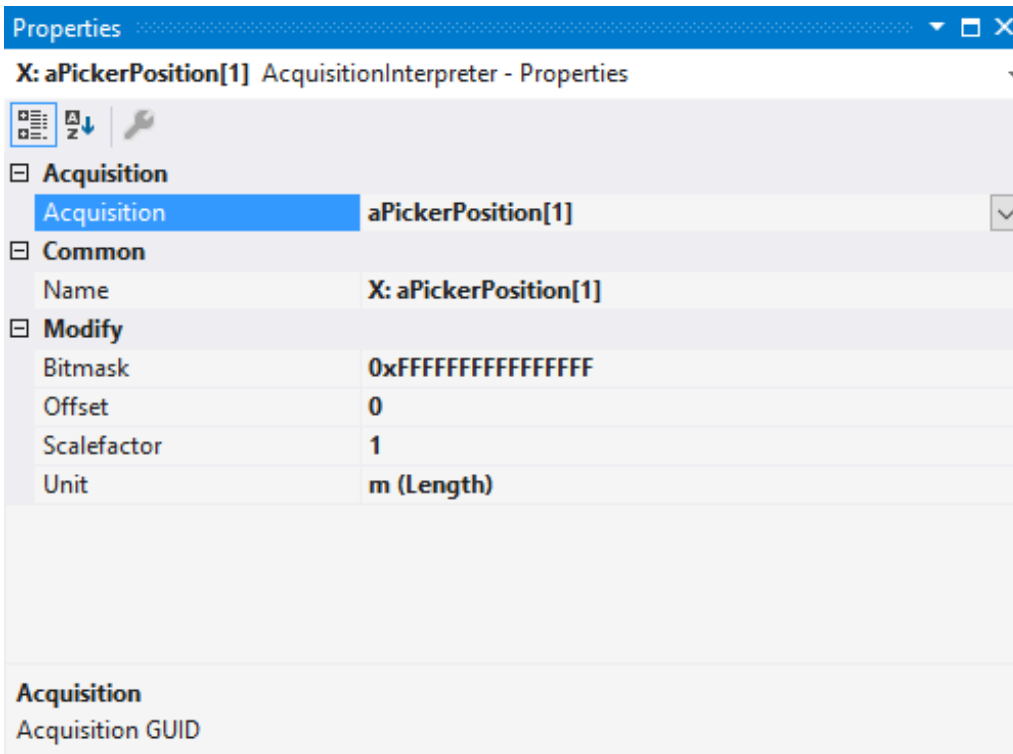 Properties
X: aPickerPosition[1] AcquisitionInterpreter - Properties
Acquisition
Acquisition aPickerPosition[1]
Common
Name X: aPickerPosition[1]
Modify
Bitmask 0xFFFFFFFFFFFFFFFF
Offset 0
Scalefactor 1
Unit m (Length)
Acquisition
Acquisition GUID